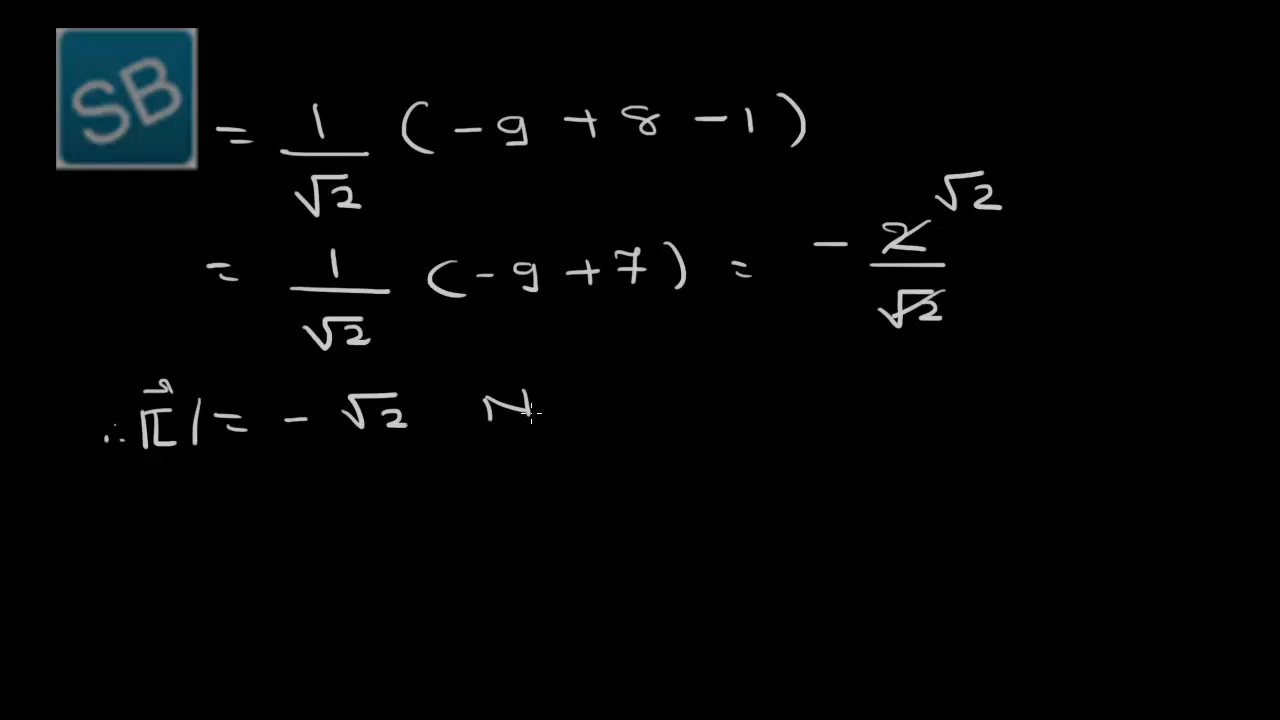 SB
= 1/√2 (-9 + 8 - 1)
= 1/√2 (-9 + 7) = - 2/√2 √2
∴ |E⃗| = - √2 N